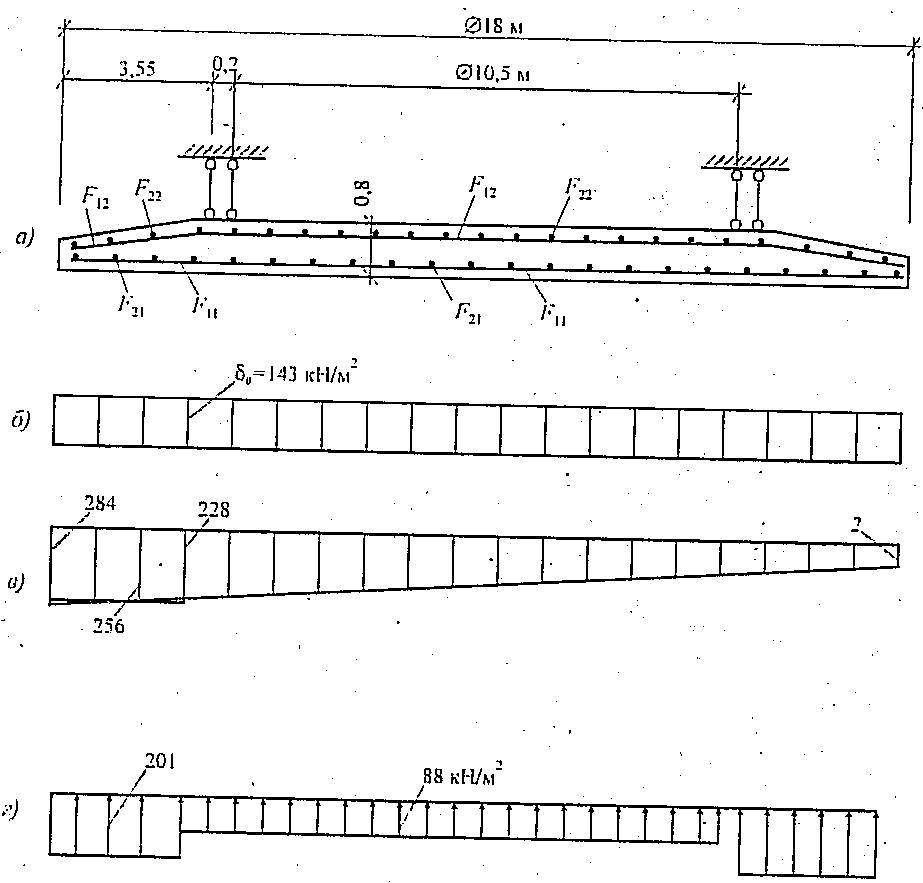 ∅18 м
3,55 0,2 ∅10,5 м
0,8
F12 F22 F12 F22
а)
F21 F11 F21 F11
δ0=143 кН/м²
б)
284 228 2
в)
256
201 88 кН/м²
г)